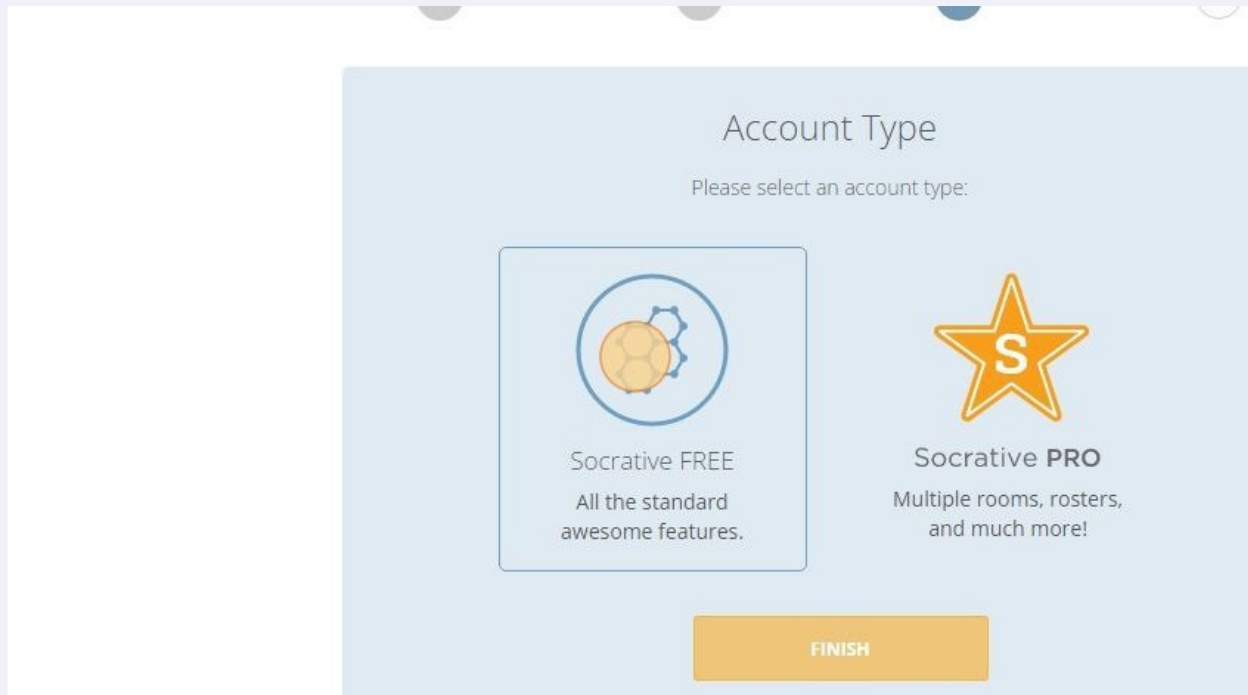 Account Type
Please select an account type:
Socrative FREE
All the standard
awesome features.
S
Socrative PRO
Multiple rooms, rosters,
and much more!
FINISH